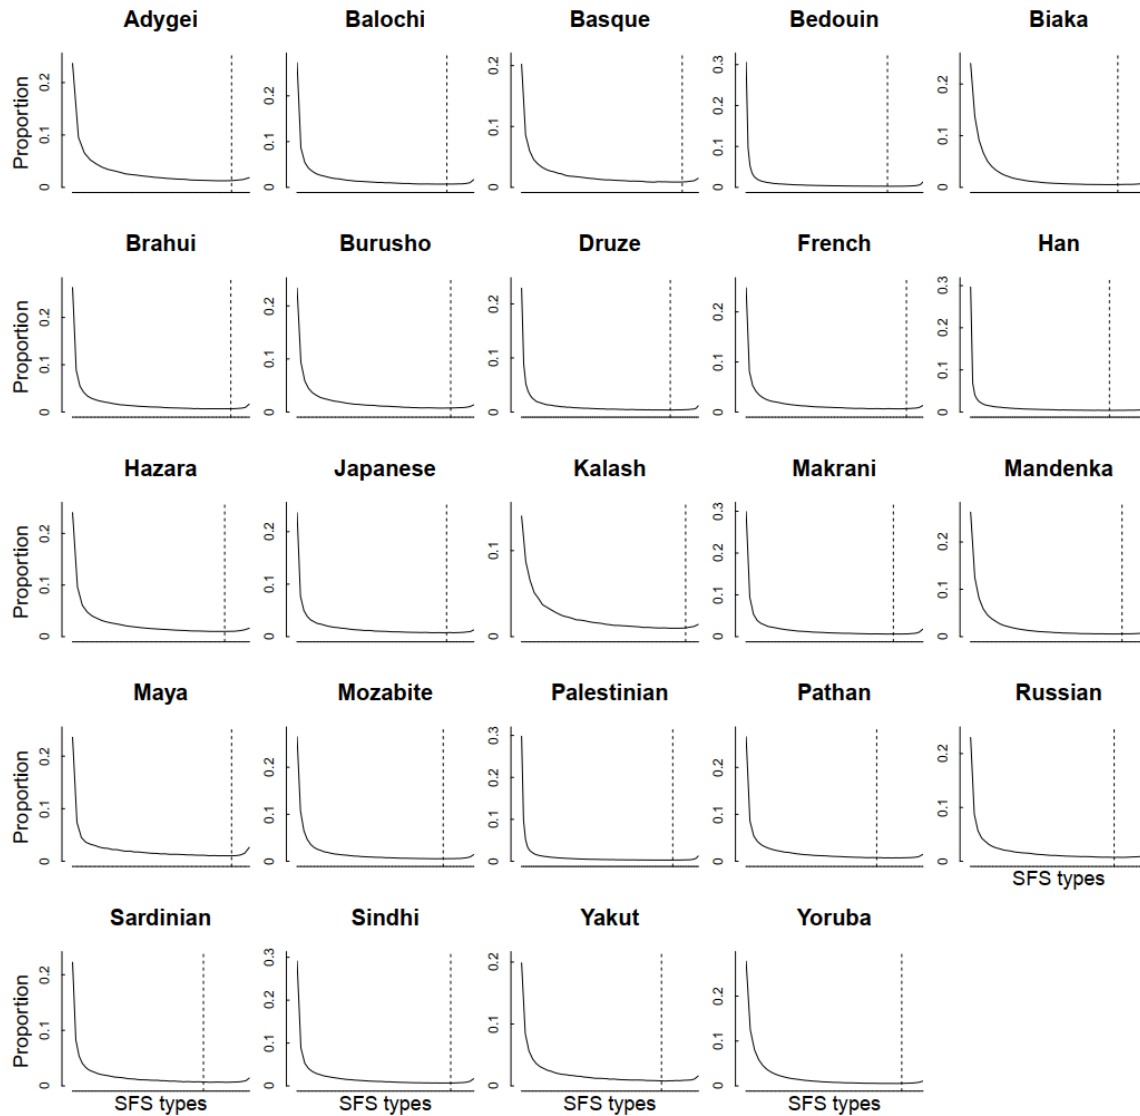 Adygei Balochi Basque Bedouin Biaka
Proportion
0 0.1 0.2
0 0.1 0.2
0 0.1 0.2
0 0.1 0.2 0.3
0 0.1 0.2
Brahui Burusho Druze French Han
Proportion
0 0.1 0.2
0 0.1 0.2
0 0.1 0.2
0 0.1 0.2
0 0.1 0.2 0.3
Hazara Japanese Kalash Makrani Mandenka
Proportion
0 0.1 0.2
0 0.1 0.2
0 0.1
0 0.1 0.2 0.3
0 0.1 0.2
Maya Mozabite Palestinian Pathan Russian
Proportion
0 0.1 0.2
0 0.1 0.2
0 0.1 0.2 0.3
0 0.1 0.2
0 0.1 0.2
SFS types
Sardinian Sindhi Yakut Yoruba
Proportion
0 0.1 0.2
0 0.1 0.2 0.3
0 0.1 0.2
0 0.1 0.2
SFS types SFS types SFS types SFS types